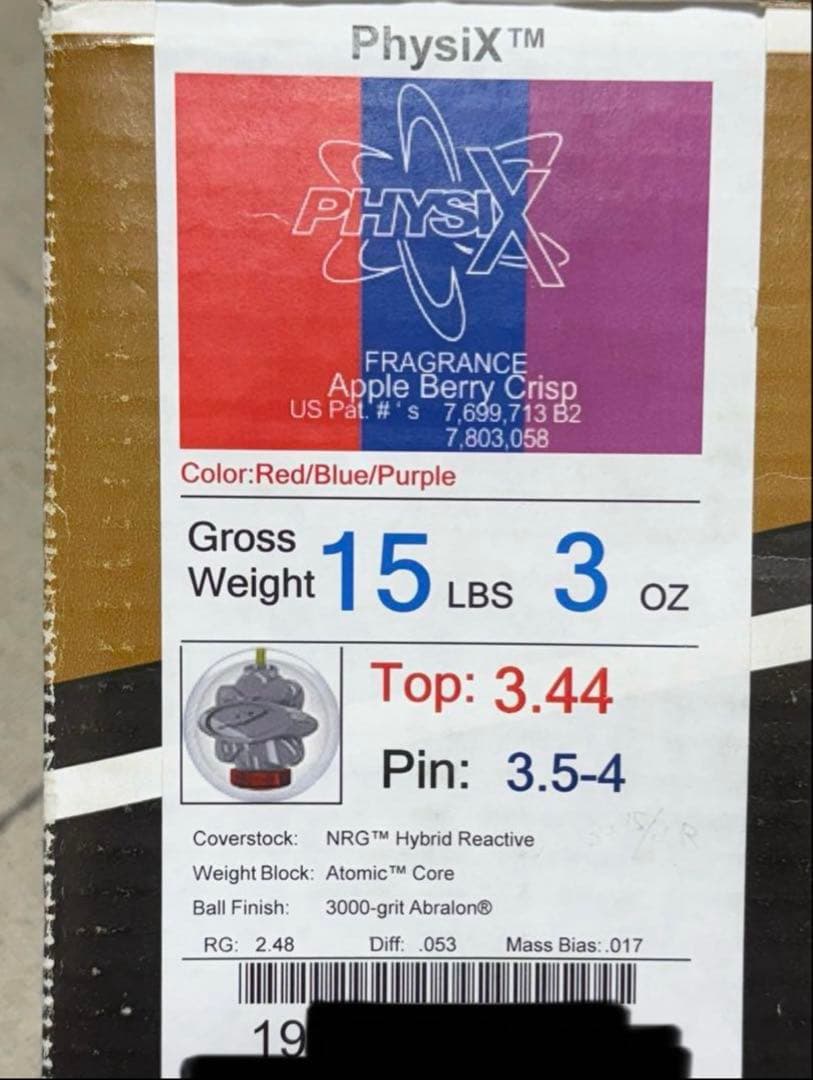 PhysiX™
PHYSIX
FRAGRANCE
Apple Berry Crisp
US Pat. #'s 7,699,713 B2
7,803,058
Color:Red/Blue/Purple
Gross Weight 15 LBS 3 OZ
Top: 3.44
Pin: 3.5-4
Coverstock: NRG™ Hybrid Reactive
Weight Block: Atomic™ Core
Ball Finish: 3000-grit Abralon®
RG: 2.48 Diff: .053 Mass Bias:.017
19